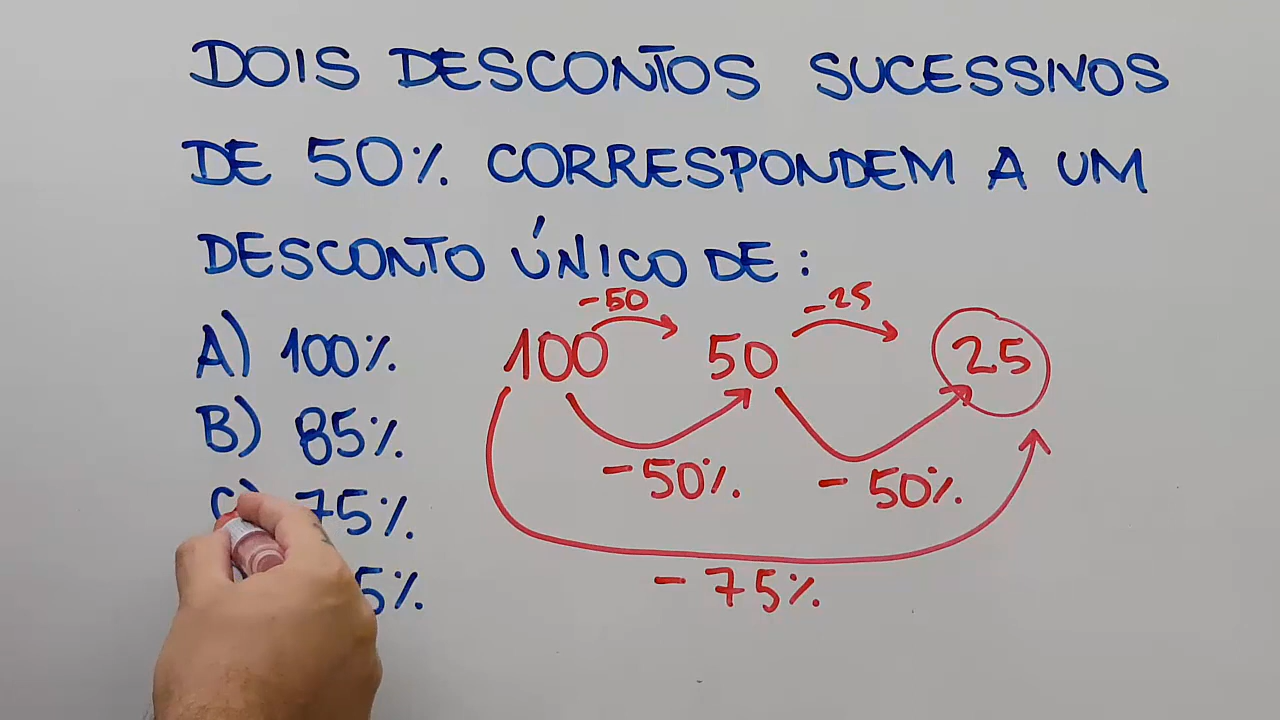 DOIS DESCONTOS SUCESSIVOS
DE 50% CORRESPONDEM A UM
DESCONTO ÚNICO DE:
-50 -25
A) 100% 100 50 25
B) 85%
-50% -50%
C) 75%
5%
-75%